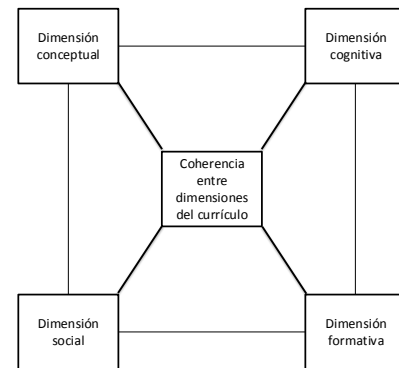 Dimensión
conceptual
Dimensión
cognitiva
Coherencia
entre
dimensiones
del currículo
Dimensión
social
Dimensión
formativa